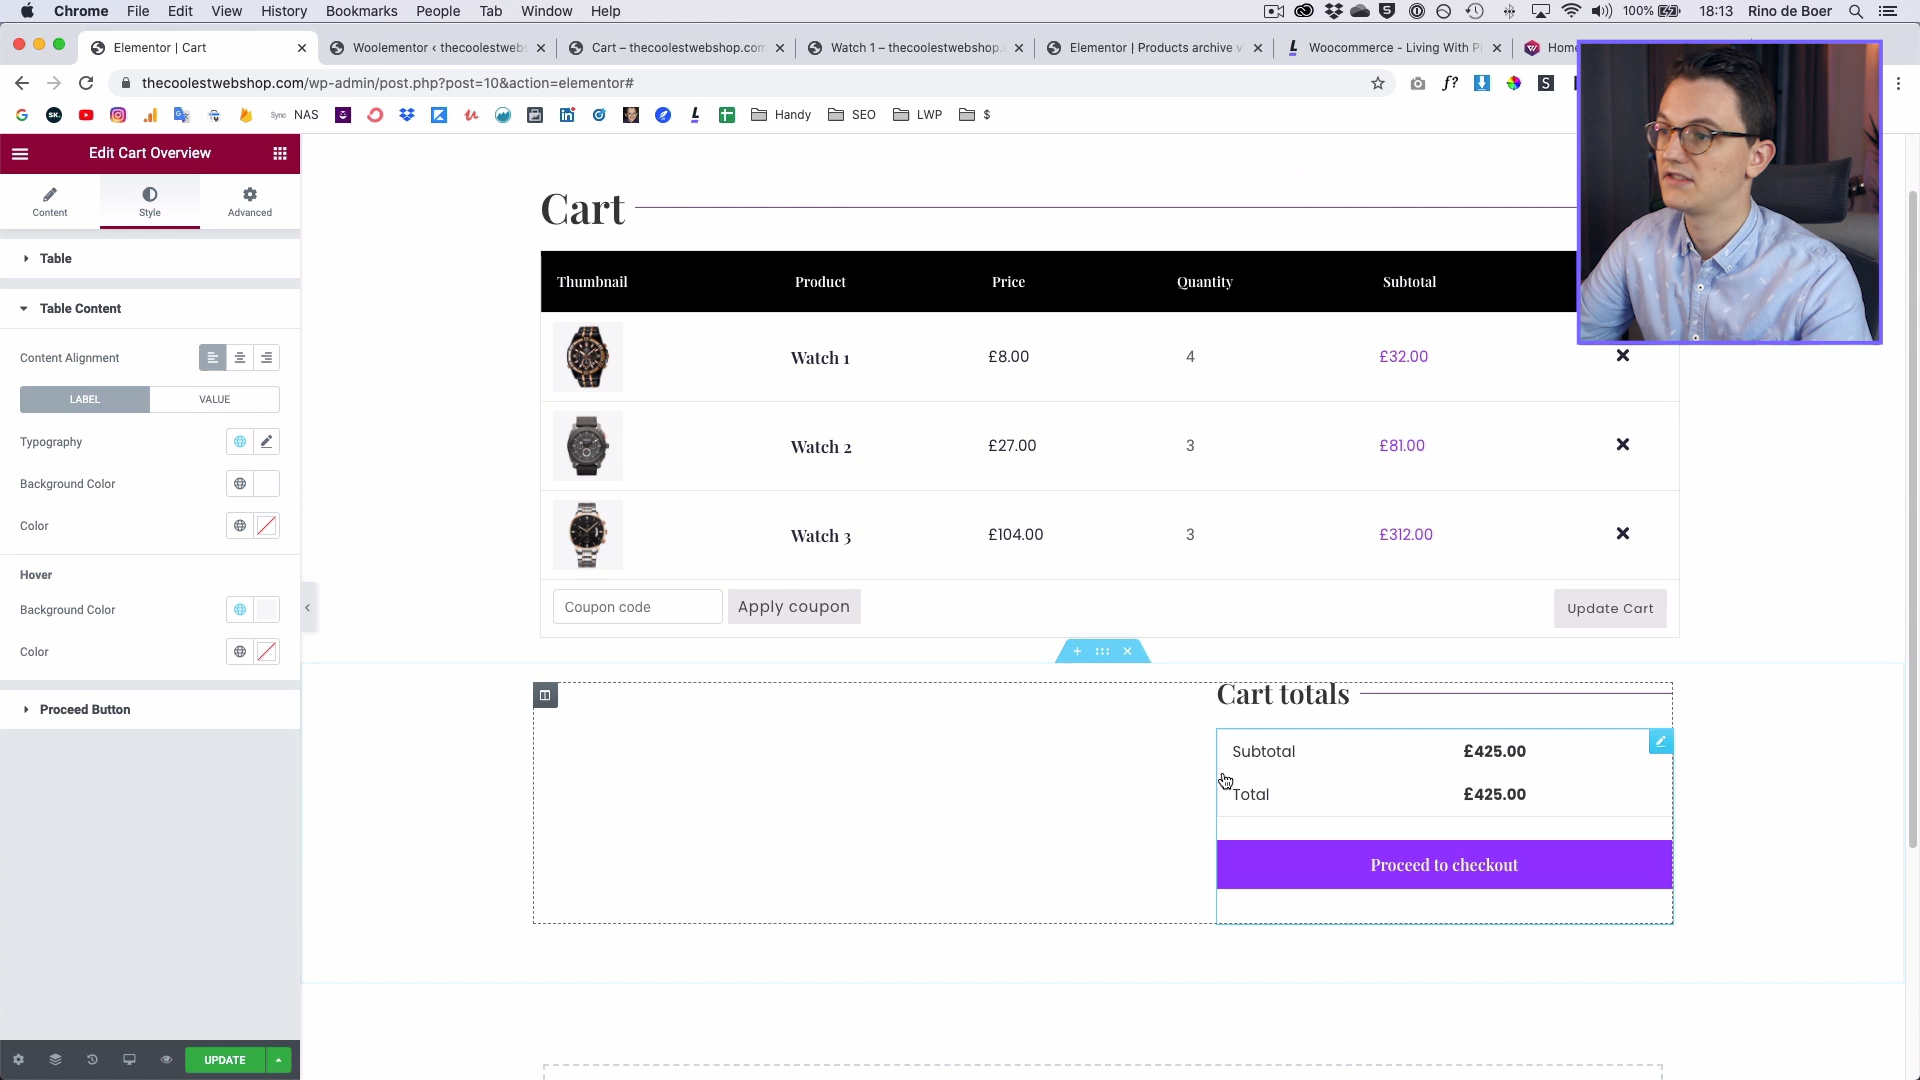 Chrome File Edit View History Bookmarks People Tab Window Help 100% 18:13 Rino de Boer
Elementor | Cart Woolementor ‹ thecoolestwebs Cart – thecoolestwebshop.com Watch 1 – thecoolestwebshop. Elementor | Products archive v Woocommerce - Living With Pi Home
thecoolestwebshop.com/wp-admin/post.php?post=10&action=elementor# f? S
G SK. Sync NAS Handy SEO LWP $
Edit Cart Overview
Content Style Advanced
Table
Table Content
Content Alignment
LABEL VALUE
Typography
Background Color
Color
Hover
Background Color
Color
Proceed Button
UPDATE
Cart
Thumbnail Product Price Quantity Subtotal
Watch 1 £8.00 4 £32.00
Watch 2 £27.00 3 £81.00
Watch 3 £104.00 3 £312.00
Coupon code Apply coupon Update Cart
Cart totals
Subtotal £425.00
Total £425.00
Proceed to checkout